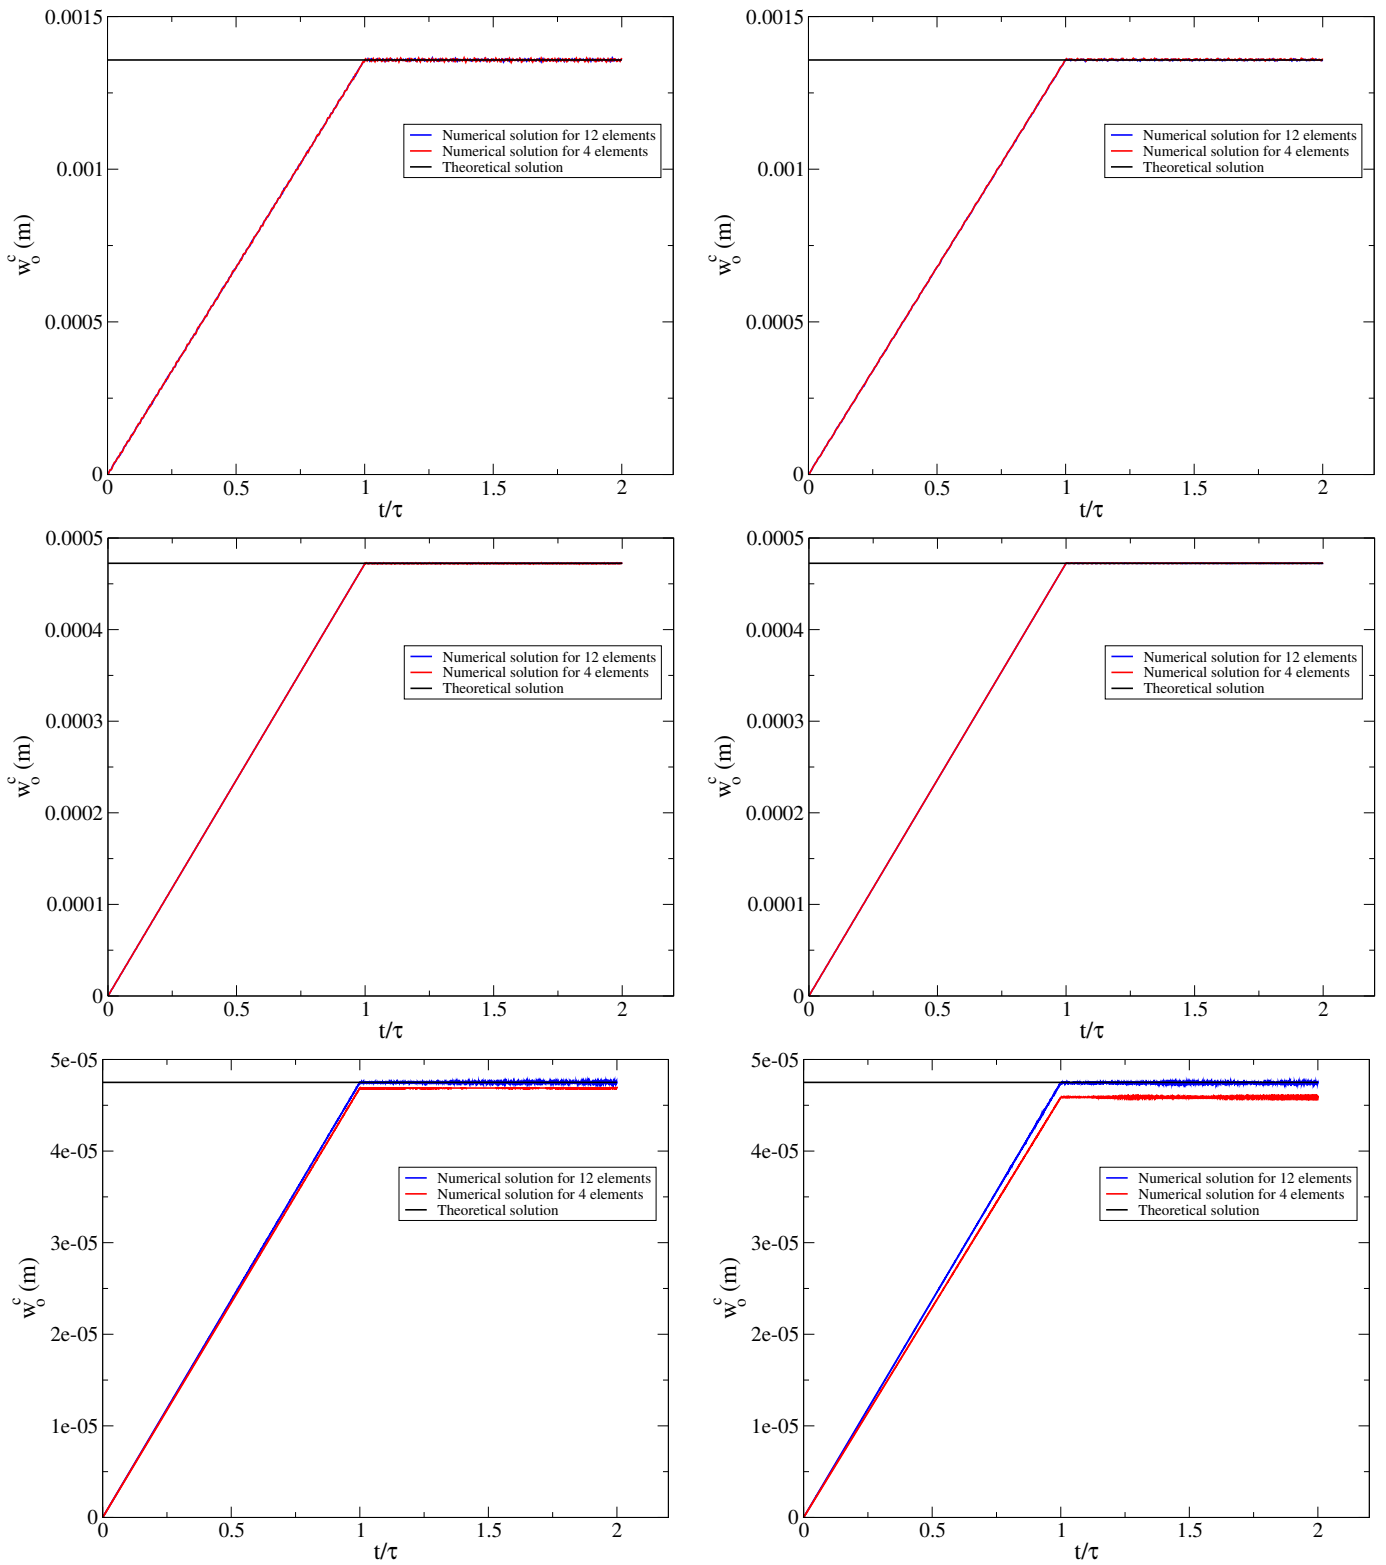 0.0015
0.001
0.0005
0
w_o^c (m)
Numerical solution for 12 elements
Numerical solution for 4 elements
Theoretical solution
0 0.5 1 1.5 2
t/τ
0.0015
0.001
0.0005
0
w_o^c (m)
Numerical solution for 12 elements
Numerical solution for 4 elements
Theoretical solution
0 0.5 1 1.5 2
t/τ
0.0005
0.0004
0.0003
0.0002
0.0001
0
w_o^c (m)
Numerical solution for 12 elements
Numerical solution for 4 elements
Theoretical solution
0 0.5 1 1.5 2
t/τ
0.0005
0.0004
0.0003
0.0002
0.0001
0
w_o^c (m)
Numerical solution for 12 elements
Numerical solution for 4 elements
Theoretical solution
0 0.5 1 1.5 2
t/τ
5e-05
4e-05
3e-05
2e-05
1e-05
0
w_o^c (m)
Numerical solution for 12 elements
Numerical solution for 4 elements
Theoretical solution
0 0.5 1 1.5 2
t/τ
5e-05
4e-05
3e-05
2e-05
1e-05
0
w_o^c (m)
Numerical solution for 12 elements
Numerical solution for 4 elements
Theoretical solution
0 0.5 1 1.5 2
t/τ